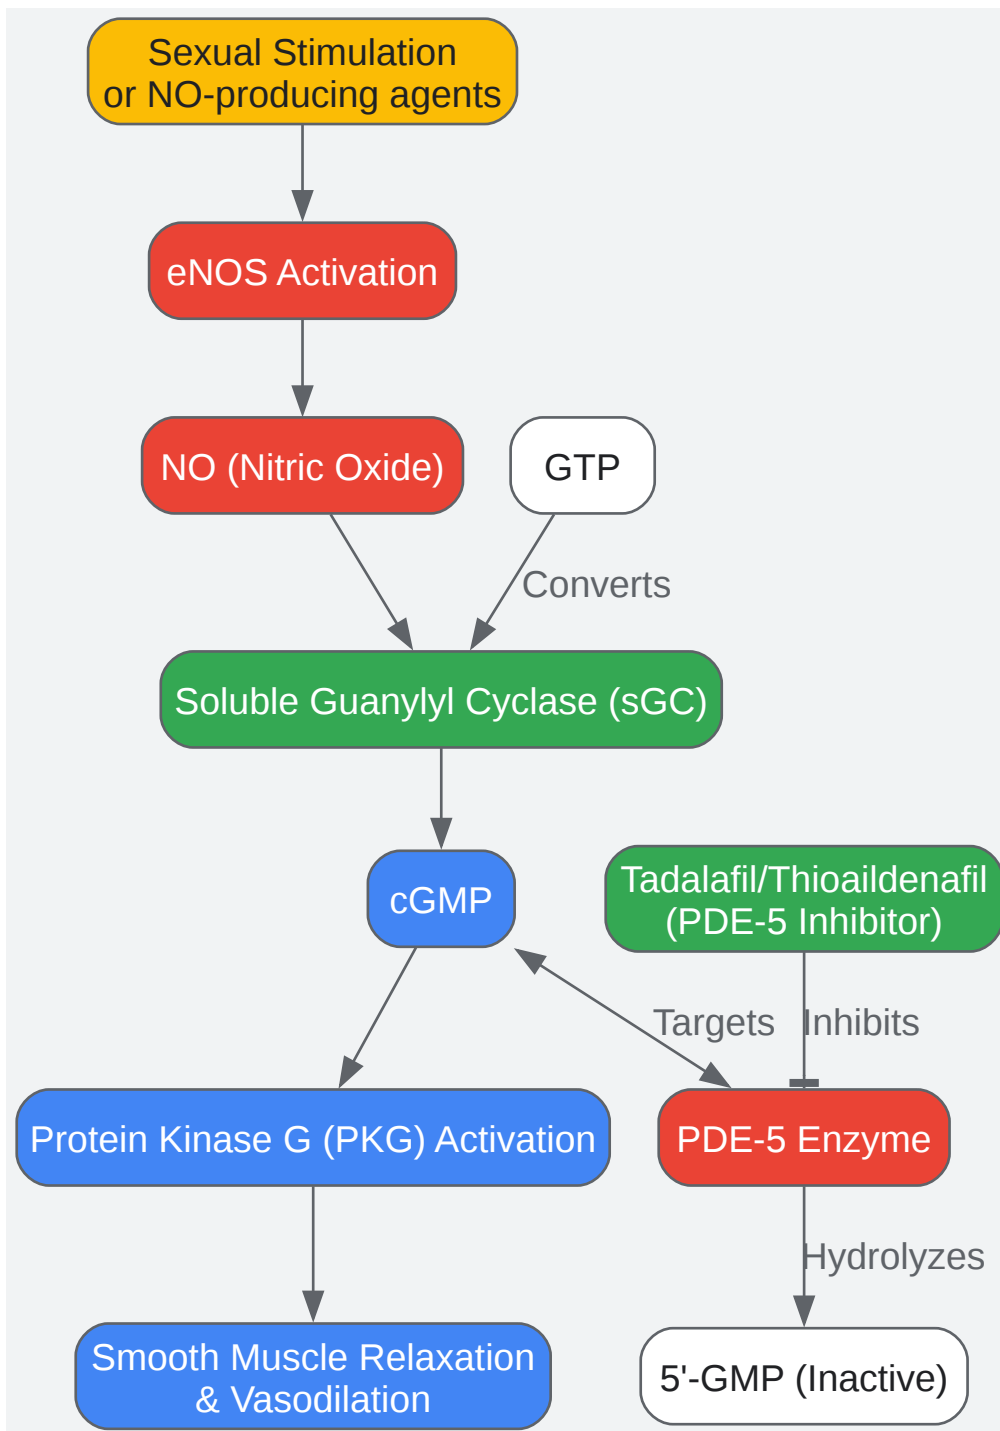 Sexual Stimulation
or NO-producing agents
eNOS Activation
NO (Nitric Oxide)
GTP
Converts
Soluble Guanylyl Cyclase (sGC)
cGMP
Tadalafil/Thioaildenafil
(PDE-5 Inhibitor)
Targets
Inhibits
Protein Kinase G (PKG) Activation
PDE-5 Enzyme
Hydrolyzes
Smooth Muscle Relaxation
& Vasodilation
5'-GMP (Inactive)